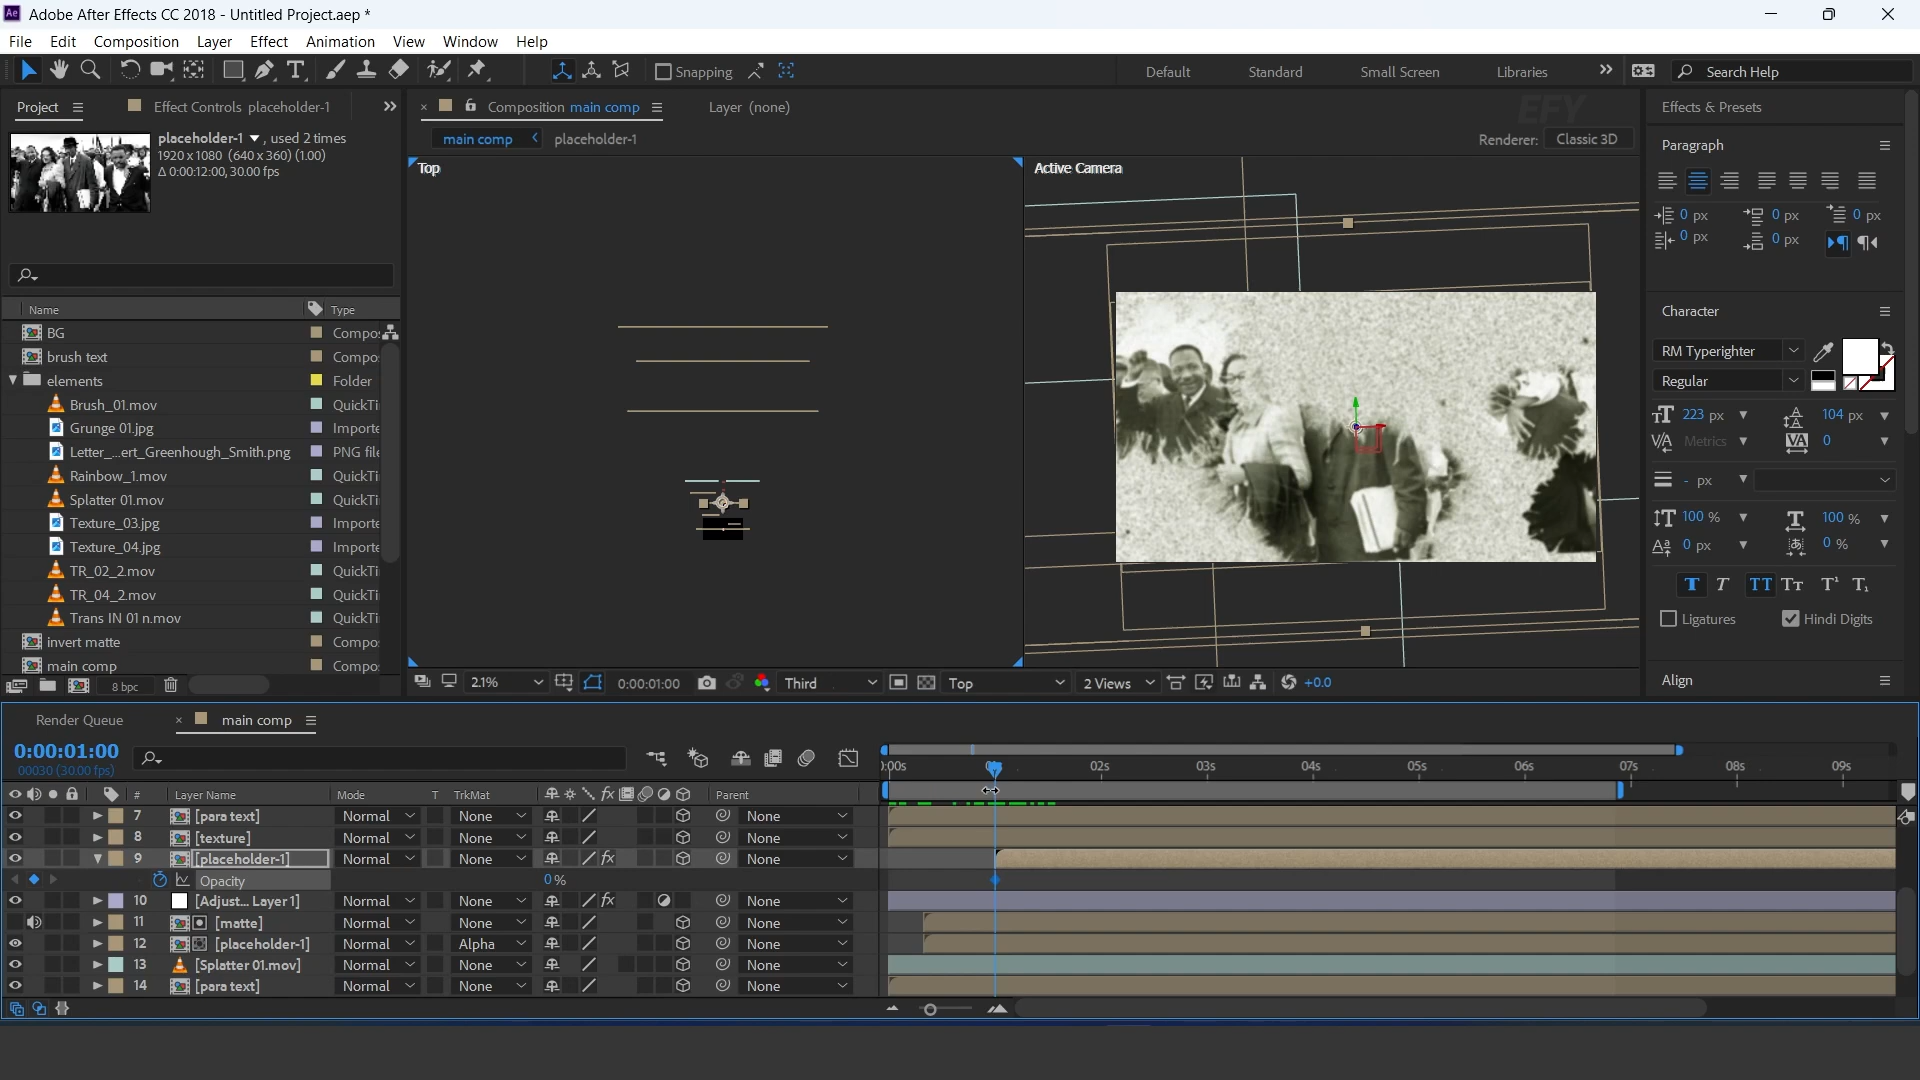 Adobe After Effects CC 2018 - Untitled Project.aep *
File Edit Composition Layer Effect Animation View Window Help
Snapping Default Standard Small Screen Libraries Search Help
Project Effect Controls placeholder-1 Composition main comp Layer (none) EFY Effects & Presets
placeholder-1 , used 2 times
1920 x 1080 (640 x 360) (1.00)
Δ 0:00:12:00, 30.00 fps
main comp placeholder-1 Renderer: Classic 3D
Top
Active Camera
Paragraph
0 px 0 px 0 px
0 px 0 px
Name Type
BG Compo
brush text Compo
elements Folder
Brush_01.mov QuickTi
Grunge 01.jpg Importe
Letter_...ert_Greenhough_Smith.png PNG file
Rainbow_1.mov QuickTi
Splatter 01.mov QuickTi
Texture_03.jpg Importe
Texture_04.jpg Importe
TR_02_2.mov QuickTi
TR_04_2.mov QuickTi
Trans IN 01 n.mov QuickTi
invert matte Compo
main comp Compo
8 bpc
Character
RM Typerighter
Regular
223 px 104 px
Metrics 0
- px
100 % 100 %
0 px 0 %
T T TT Tt T¹ T₁
Ligatures Hindi Digits
Align
2.1% 0:00:01:00 Third Top 2 Views +0.0
Render Queue main comp
0:00:01:00
00030 (30.00 fps)
:00s 02s 03s 04s 05s 06s 07s 08s 09s
# Layer Name Mode T TrkMat Parent
7 [para text] Normal None None
8 [texture] Normal None None
9 [placeholder-1] Normal None None
Opacity 0 %
10 [Adjust... Layer 1] Normal None None
11 [matte] Normal None None
12 [placeholder-1] Normal Alpha None
13 [Splatter 01.mov] Normal None None
14 [para text] Normal None None